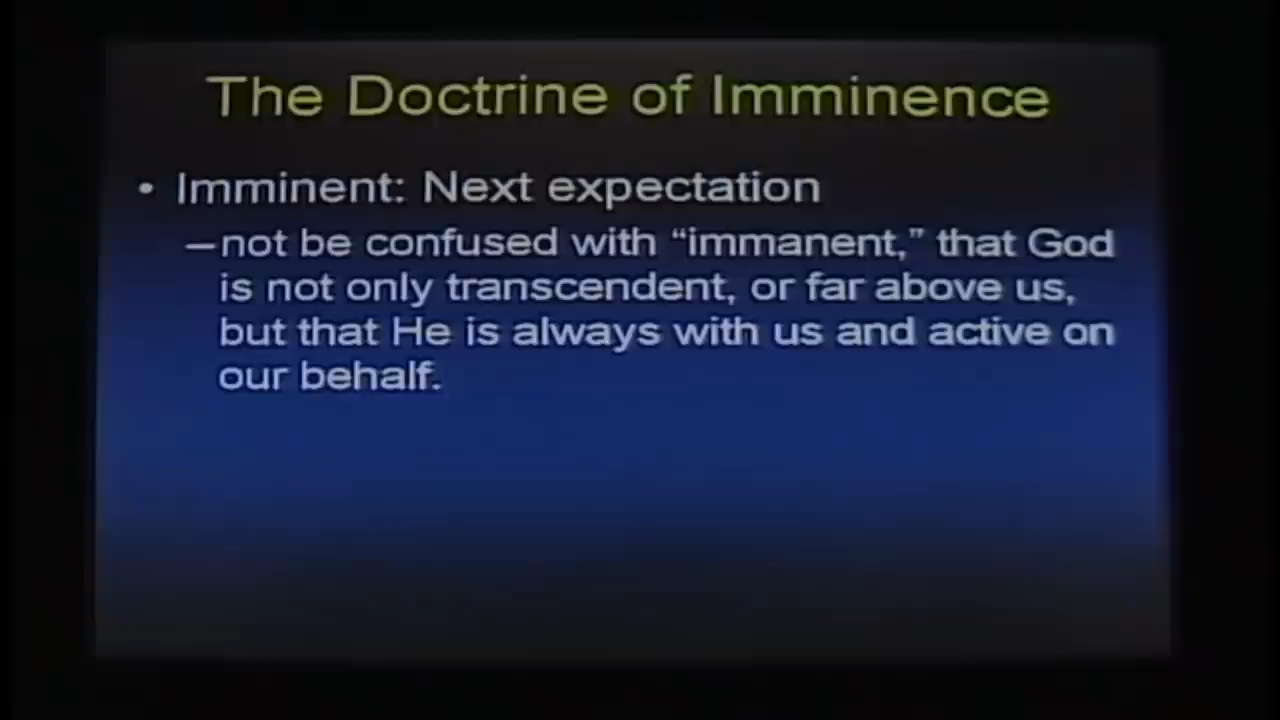 The Doctrine of Imminence
• Imminent: Next expectation
–not be confused with “immanent,” that God
is not only transcendent, or far above us,
but that He is always with us and active on
our behalf.